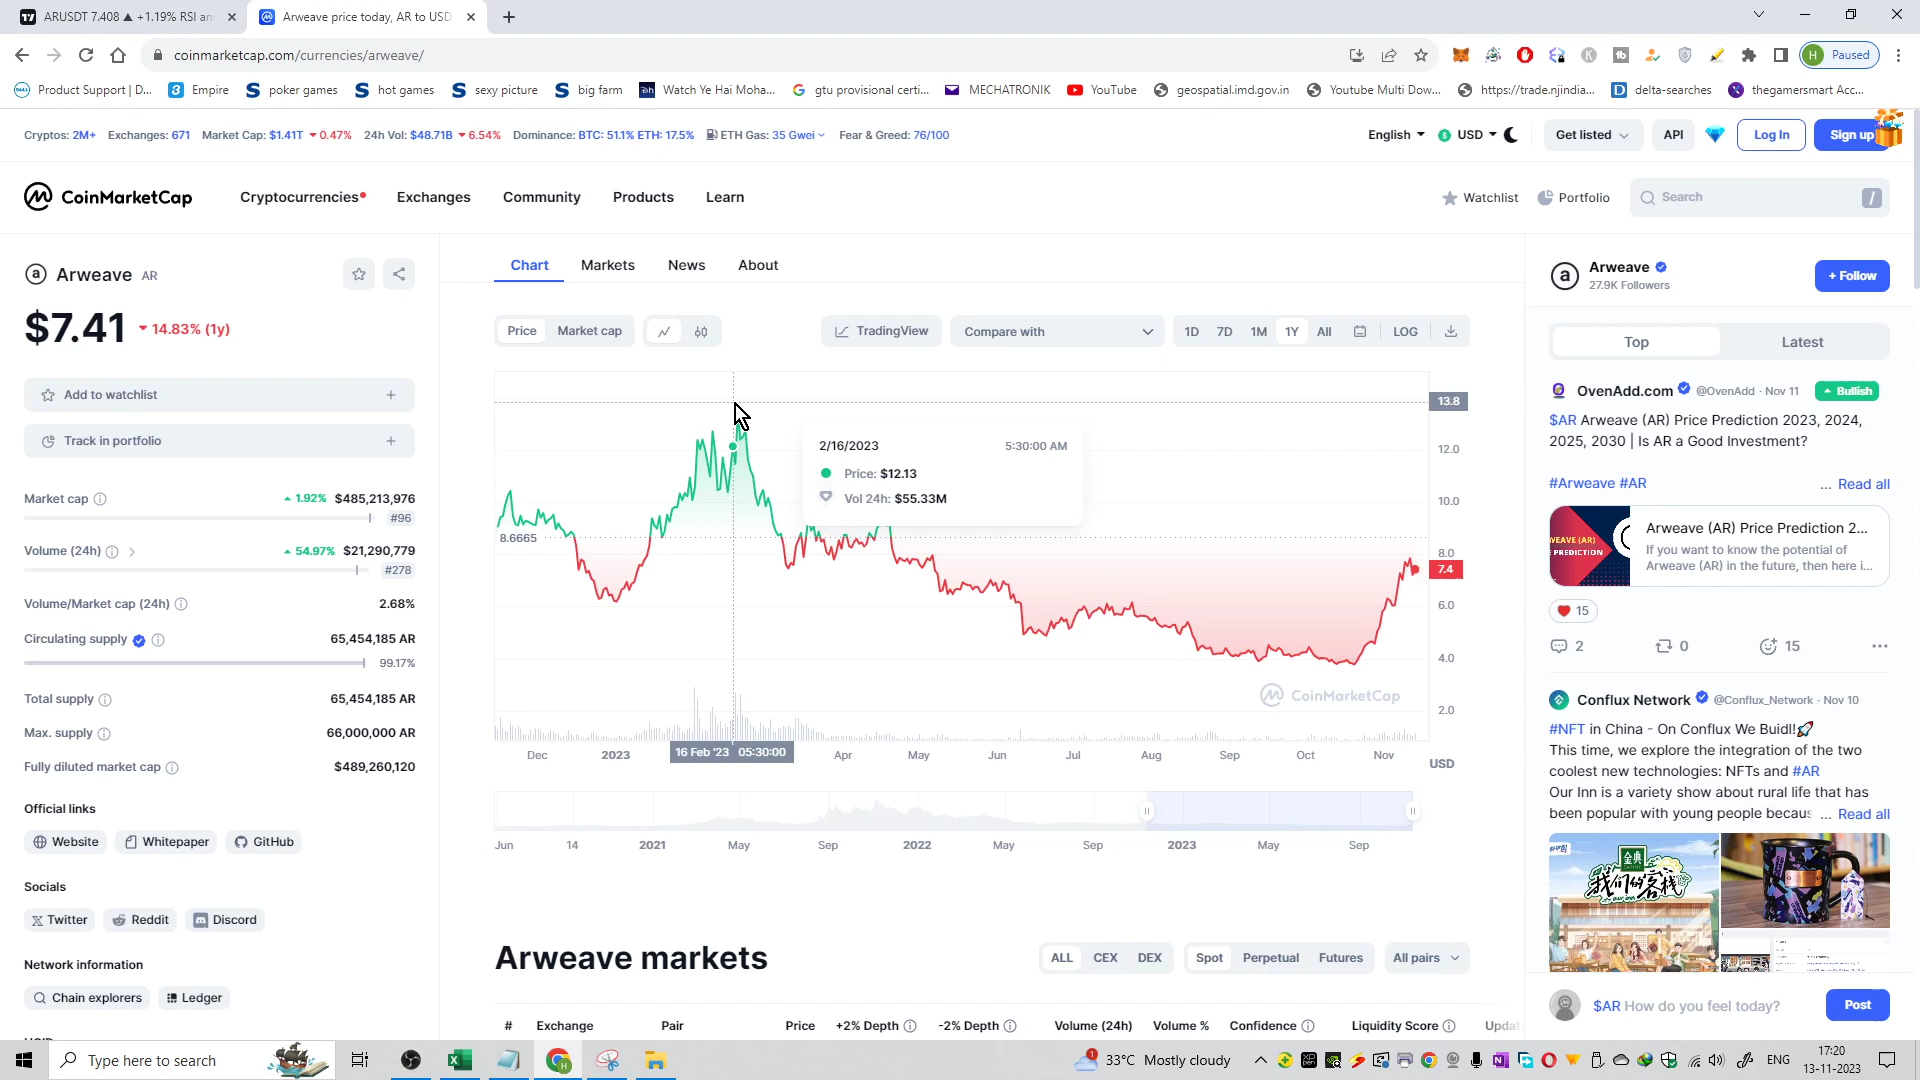 ARUSDT 7.408 ▲ +1.19% RSI an
Arweave price today, AR to USD
coinmarketcap.com/currencies/arweave/
H Paused
Product Support | D...
Empire
poker games
hot games
sexy picture
big farm
Watch Ye Hai Moha...
gtu provisional certi...
MECHATRONIK
YouTube
geospatial.imd.gov.in
Youtube Multi Dow...
https://trade.njindia...
delta-searches
thegamersmart Acc...
Cryptos: 2M+ Exchanges: 671 Market Cap: $1.41T 0.47% 24h Vol: $48.71B 6.54% Dominance: BTC: 51.1% ETH: 17.5% ETH Gas: 35 Gwei Fear & Greed: 76/100
English USD Get listed API Log In Sign up
CoinMarketCap
Cryptocurrencies Exchanges Community Products Learn
Watchlist Portfolio Search /
Arweave AR
$7.41 14.83% (1y)
Add to watchlist +
Track in portfolio +
Market cap 1.92% $485,213,976
#96
Volume (24h) 54.97% $21,290,779
#278
Volume/Market cap (24h) 2.68%
Circulating supply 65,454,185 AR
99.17%
Total supply 65,454,185 AR
Max. supply 66,000,000 AR
Fully diluted market cap $489,260,120
Official links
Website Whitepaper GitHub
Socials
Twitter Reddit Discord
Network information
Chain explorers Ledger
Chart Markets News About
Price Market cap
TradingView Compare with 1D 7D 1M 1Y All LOG
13.8
12.0
10.0
8.0
7.4
6.0
4.0
2.0
8.6665
2/16/2023 5:30:00 AM
Price: $12.13
Vol 24h: $55.33M
CoinMarketCap
Dec 2023 16 Feb '23 05:30:00 Apr May Jun Jul Aug Sep Oct Nov
USD
Jun 14 2021 May Sep 2022 May Sep 2023 May Sep
Arweave markets
ALL CEX DEX Spot Perpetual Futures All pairs
# Exchange Pair Price +2% Depth -2% Depth Volume (24h) Volume % Confidence Liquidity Score Updat
Arweave
27.9K Followers
+ Follow
Top Latest
OvenAdd.com @OvenAdd · Nov 11 Bullish
$AR Arweave (AR) Price Prediction 2023, 2024,
2025, 2030 | Is AR a Good Investment?
#Arweave #AR ... Read all
Arweave (AR) Price Prediction 2...
If you want to know the potential of
Arweave (AR) in the future, then here i...
WEAVE (AR)
PREDICTION
15
2 0 15
Conflux Network @Conflux_Network · Nov 10
#NFT in China - On Conflux We Buidl!🚀
This time, we explore the integration of the two
coolest new technologies: NFTs and #AR
Our Inn is a variety show about rural life that has
been popular with young people becaus ... Read all
金典
我们的客栈
$AR How do you feel today? Post
Type here to search
33°C Mostly cloudy
ENG
17:20
13-11-2023